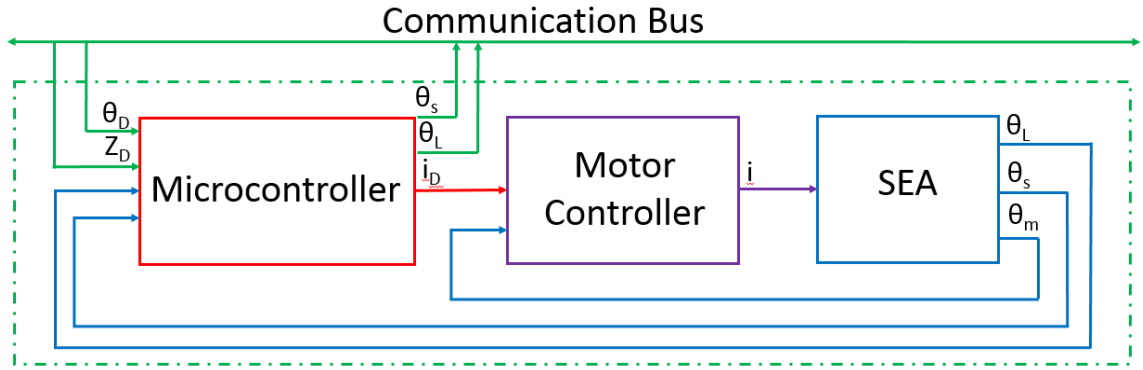 Communication Bus
θD
ZD
Microcontroller
θs
θL
iD
Motor
Controller
i
SEA
θL
θs
θm